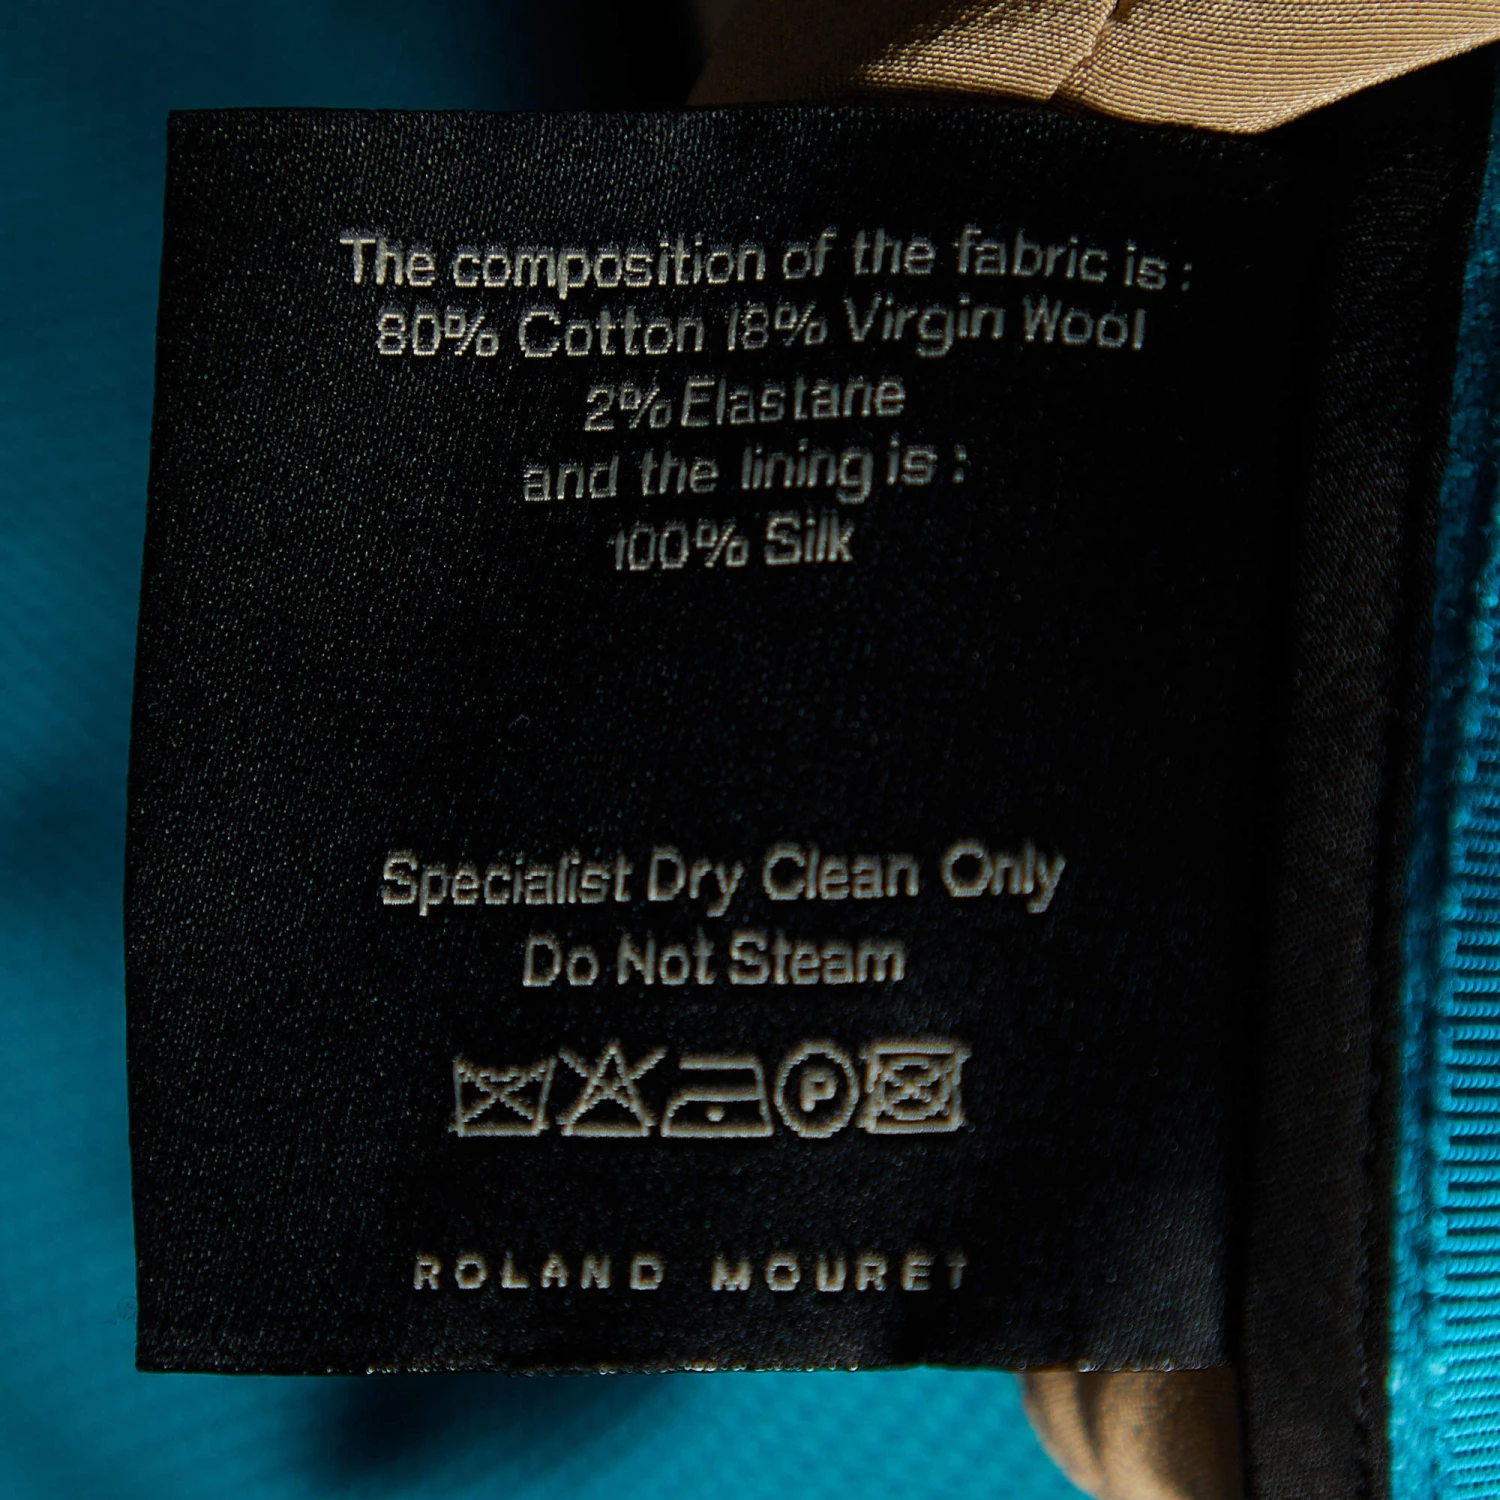 The composition of the fabric is :
80% Cotton 18% Virgin Wool
2% Elastane
and the lining is :
100% Silk
Specialist Dry Clean Only
Do Not Steam
P
ROLAND MOURET